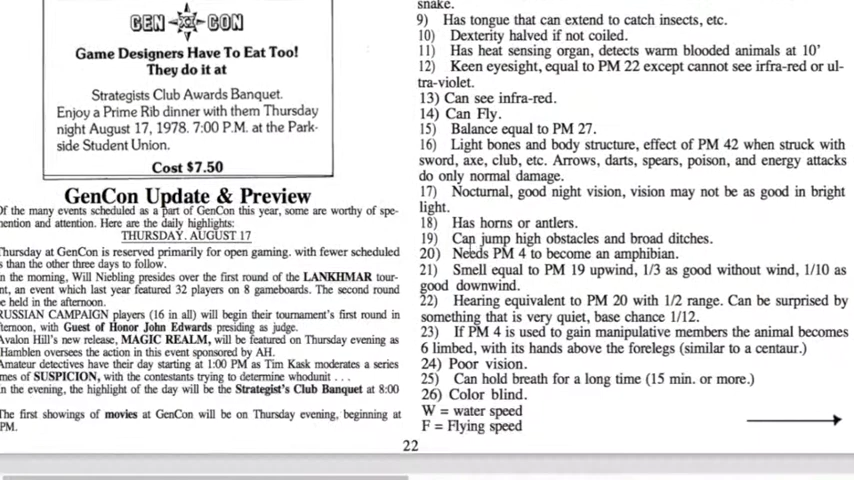 GEN CON
Game Designers Have To Eat Too!
They do it at
Strategists Club Awards Banquet.
Enjoy a Prime Rib dinner with them Thursday
night August 17, 1978. 7:00 P.M. at the Park-
side Student Union.
Cost $7.50
GenCon Update & Preview
Of the many events scheduled as a part of GenCon this year, some are worthy of spe-
mention and attention. Here are the daily highlights:
THURSDAY. AUGUST 17
Thursday at GenCon is reserved primarily for open gaming. with fewer scheduled
s than the other three days to follow.
n the morning, Will Niebling presides over the first round of the LANKHMAR tour-
nt, an event which last year featured 32 players on 8 gameboards. The second round
e held in the afternoon.
RUSSIAN CAMPAIGN players (16 in all) will begin their tournament's first round in
ternoon, with Guest of Honor John Edwards presiding as judge.
Avalon Hill's new release, MAGIC REALM, will be featured on Thursday evening as
Hamblen oversees the action in this event sponsored by AH.
Amateur detectives have their day starting at 1:00 PM as Tim Kask moderates a series
mes of SUSPICION, with the contestants trying to determine whodunit . . .
n the evening, the highlight of the day will be the Strategist's Club Banquet at 8:00
The first showings of movies at GenCon will be on Thursday evening, beginning at
PM.
snake.
9) Has tongue that can extend to catch insects, etc.
10) Dexterity halved if not coiled.
11) Has heat sensing organ, detects warm blooded animals at 10'
12) Keen eyesight, equal to PM 22 except cannot see irfra-red or ul-
tra-violet.
13) Can see infra-red.
14) Can Fly.
15) Balance equal to PM 27.
16) Light bones and body structure, effect of PM 42 when struck with
sword, axe, club, etc. Arrows, darts, spears, poison, and energy attacks
do only normal damage.
17) Nocturnal, good night vision, vision may not be as good in bright
light.
18) Has horns or antlers.
19) Can jump high obstacles and broad ditches.
20) Needs PM 4 to become an amphibian.
21) Smell equal to PM 19 upwind, 1/3 as good without wind, 1/10 as
good downwind.
22) Hearing equivalent to PM 20 with 1/2 range. Can be surprised by
something that is very quiet, base chance 1/12.
23) If PM 4 is used to gain manipulative members the animal becomes
6 limbed, with its hands above the forelegs (similar to a centaur.)
24) Poor vision.
25) Can hold breath for a long time (15 min. or more.)
26) Color blind.
W = water speed
F = Flying speed
22